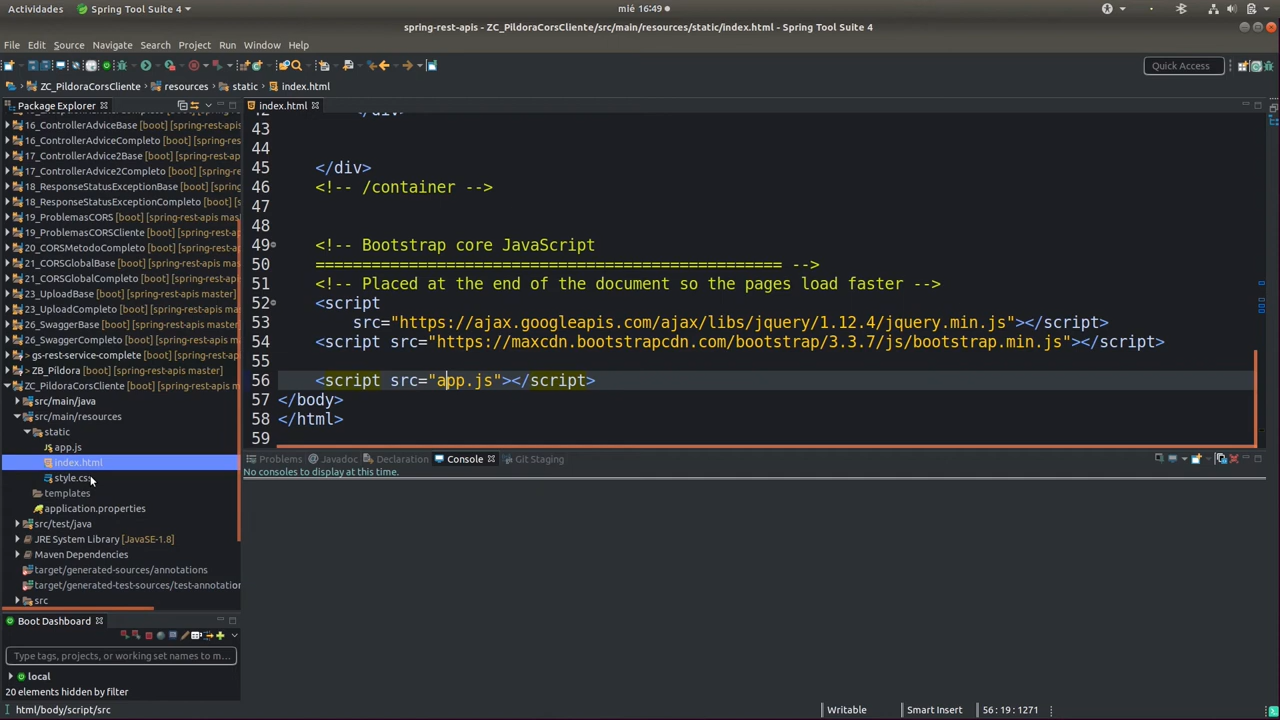 Actividades
Spring Tool Suite 4
mié 16:49
spring-rest-apis - ZC_PildoraCorsCliente/src/main/resources/static/index.html - Spring Tool Suite 4
File Edit Source Navigate Search Project Run Window Help
Quick Access
ZC_PildoraCorsCliente resources static index.html
Package Explorer
16_ControllerAdviceBase [boot] [spring-rest-apis
16_ControllerAdviceCompleto [boot] [spring-rest
17_ControllerAdvice2Base [boot] [spring-rest-apis
17_ControllerAdvice2Completo [boot] [spring-rest
18_ResponseStatusExceptionBase [boot] [spring-r
18_ResponseStatusExceptionCompleto [boot] [spr
19_ProblemasCORS [boot] [spring-rest-apis mast
19_ProblemasCORSCliente [boot] [spring-rest-apis
20_CORSMetodoCompleto [boot] [spring-rest-apis
21_CORSGlobalBase [boot] [spring-rest-apis mast
21_CORSGlobalCompleto [boot] [spring-rest-apis
23_UploadBase [boot] [spring-rest-apis master]
23_UploadCompleto [boot] [spring-rest-apis mast
26_SwaggerBase [boot] [spring-rest-apis master]
26_SwaggerCompleto [boot] [spring-rest-apis mas
> gs-rest-service-complete [boot] [spring-rest-apis
> ZB_Pildora [boot] [spring-rest-apis master]
ZC_PildoraCorsCliente [boot] [spring-rest-apis mas
src/main/java
src/main/resources
static
app.js
index.html
style.css
templates
application.properties
src/test/java
JRE System Library [JavaSE-1.8]
Maven Dependencies
target/generated-sources/annotations
target/generated-test-sources/test-annotation
src
Boot Dashboard
Type tags, projects, or working set names to m...
local
20 elements hidden by filter
index.html
42 </div>
43
44
45 </div>
46 <!-- /container -->
47
48
49 <!-- Bootstrap core JavaScript
50 ================================================== -->
51 <!-- Placed at the end of the document so the pages load faster -->
52 <script
53 src="https://ajax.googleapis.com/ajax/libs/jquery/1.12.4/jquery.min.js"></script>
54 <script src="https://maxcdn.bootstrapcdn.com/bootstrap/3.3.7/js/bootstrap.min.js"></script>
55
56 <script src="app.js"></script>
57 </body>
58 </html>
59
Problems Javadoc Declaration Console Git Staging
No consoles to display at this time.
html/body/script/src
Writable
Smart Insert
56 : 19 : 1271